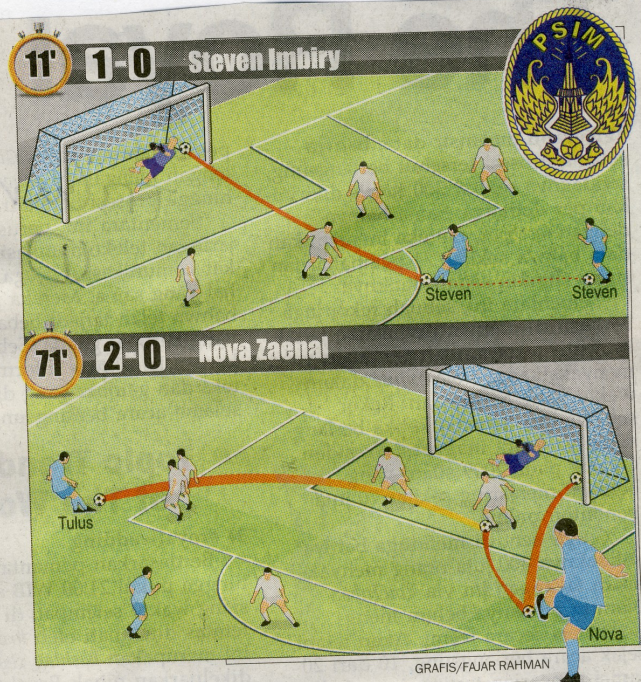 11' 1-0 Steven Imbiry
PSIM
Steven Steven
71' 2-0 Nova Zaenal
Tulus
Nova
GRAFIS/FAJAR RAHMAN